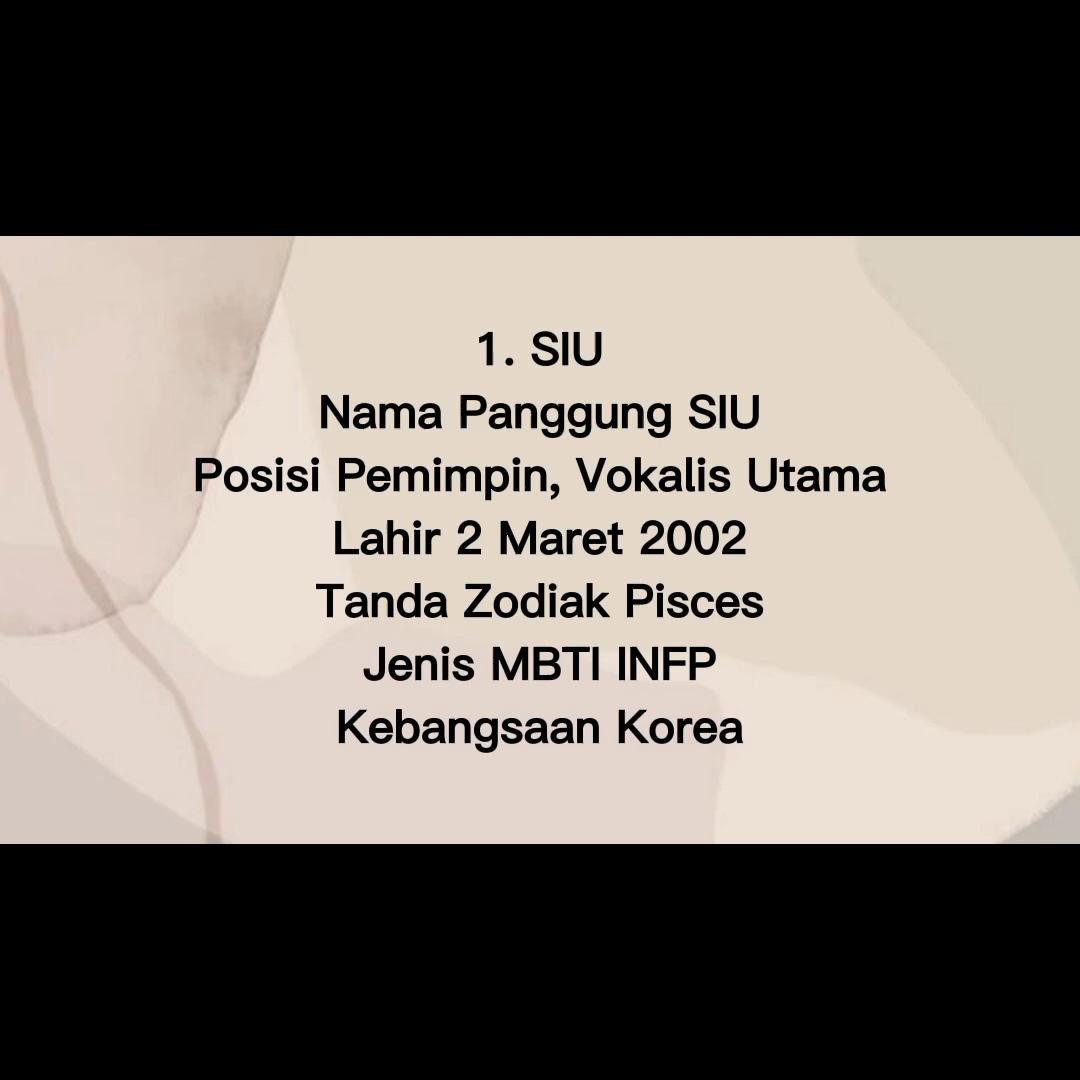 1. SIU
Nama Panggung SIU
Posisi Pemimpin, Vokalis Utama
Lahir 2 Maret 2002
Tanda Zodiak Pisces
Jenis MBTI INFP
Kebangsaan Korea